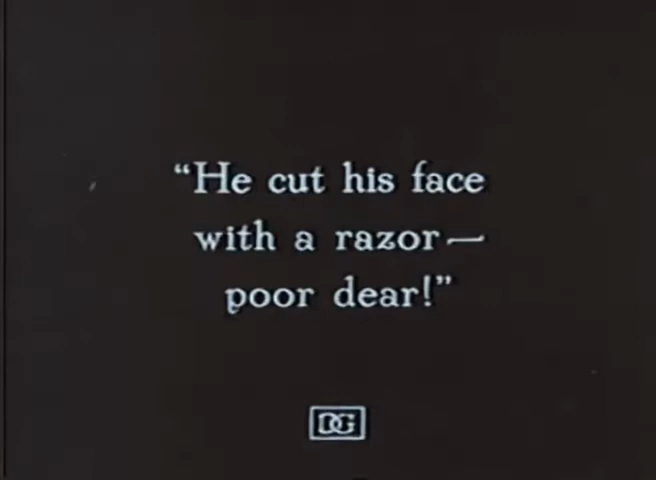 “He cut his face
with a razor—
poor dear!”
DG